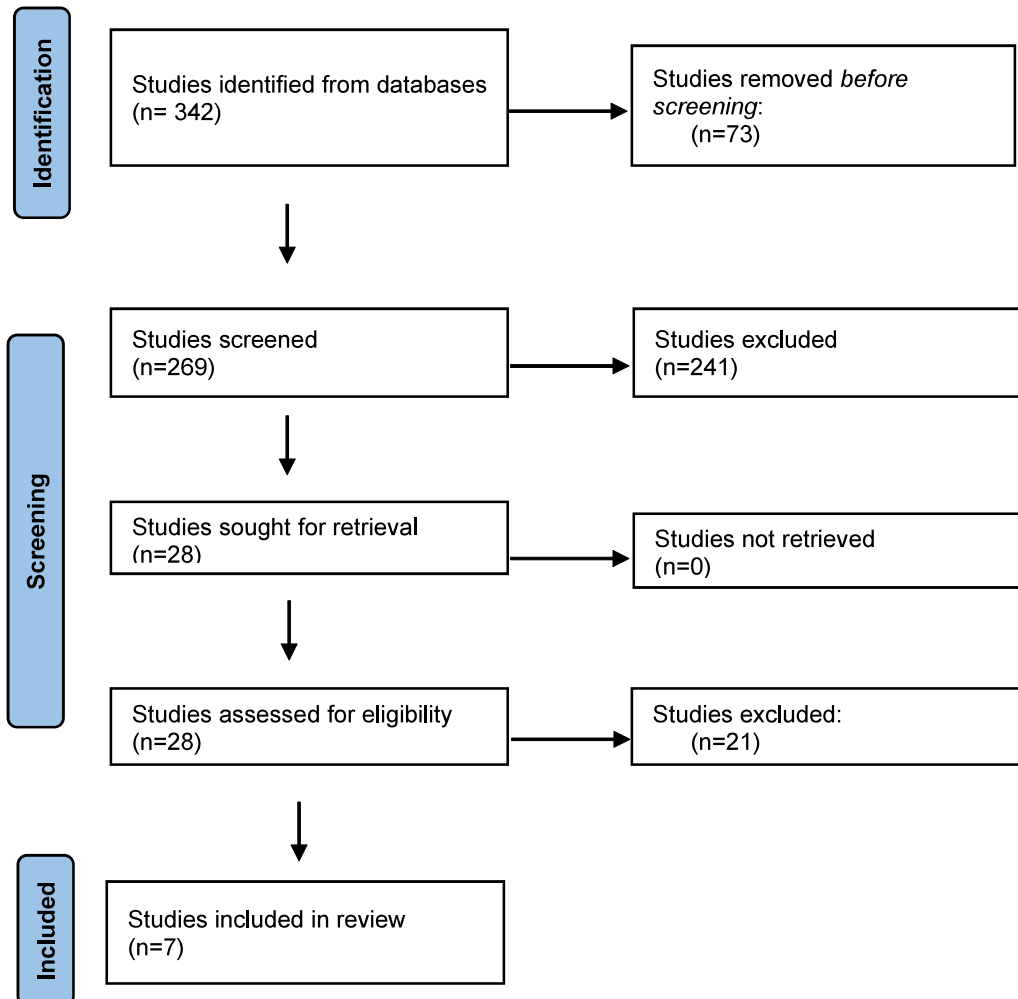 Identification
Studies identified from databases
(n= 342)
Studies removed before
screening:
(n=73)
Screening
Studies screened
(n=269)
Studies excluded
(n=241)
Studies sought for retrieval
(n=28)
Studies not retrieved
(n=0)
Studies assessed for eligibility
(n=28)
Studies excluded:
(n=21)
Included
Studies included in review
(n=7)